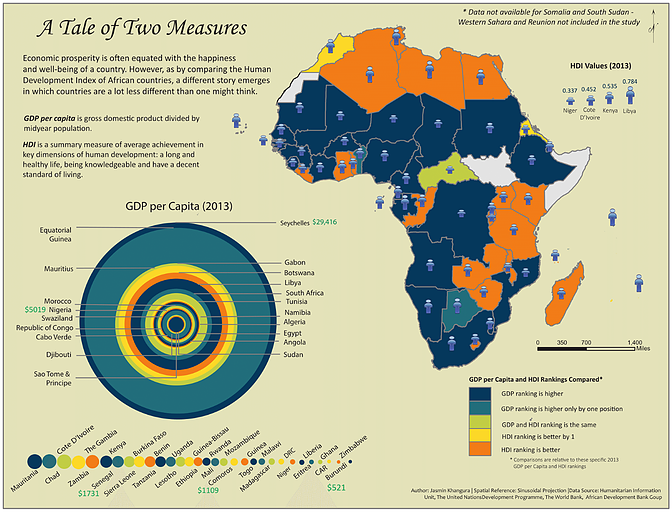 A Tale of Two Measures
* Data not available for Somalia and South Sudan -
Western Sahara and Reunion not included in the study
Economic prosperity is often equated with the happiness
and well-being of a country. However, as by comparing the Human
Development Index of African countries, a different story emerges
in which countries are a lot less different than one might think.
GDP per capita is gross domestic product divided by
midyear population.
HDI is a summary measure of average achievement in
key dimensions of human development: a long and
healthy life, being knowledgeable and have a decent
standard of living.
HDI Values (2013)
0.337 0.452 0.535 0.784
Niger Cote D'ivoire Kenya Libya
GDP per Capita (2013)
Seychelles $29,416
Equatorial
Guinea
Mauritius
Morocco
$5019 Nigeria
Swaziland
Republic of Congo
Cabo Verde
Djibouti
Sao Tome &
Principe
Gabon
Botswana
Libya
South Africa
Tunisia
Namibia
Algeria
Egypt
Angola
Sudan
0 350 700 1,400
Miles
GDP per Capita and HDI Rankings Compared*
GDP ranking is higher
GDP ranking is higher only by one position
GDP and HDI ranking is the same
HDI ranking is better by 1
HDI ranking is better
* Comparisons are relative to these specific 2013
GDP per Capita and HDI rankings
Mauritania
Cote D'ivoire
Chad
The Gambia
Zambia
$1731
Kenya
Senegal
Burkina Faso
Sierra Leone
Benin
Tanzania
Uganda
Lesotho
Guinea-Bissau
Ethiopia
Rwanda
Mali
$1109
Mozambique
Comoros
Guinea
Togo
Malawi
Madagascar
DRC
Niger
Liberia
Eritrea
Ghana
CAR
Zimbabwe
Burundi
$521
Author: Jasmin Khangura | Spatial Reference: Sinusoidal Projection |Data Source: Humanitarian Information
Unit, The United NationsDevelopment Programme, The World Bank, African Development Bank Goup